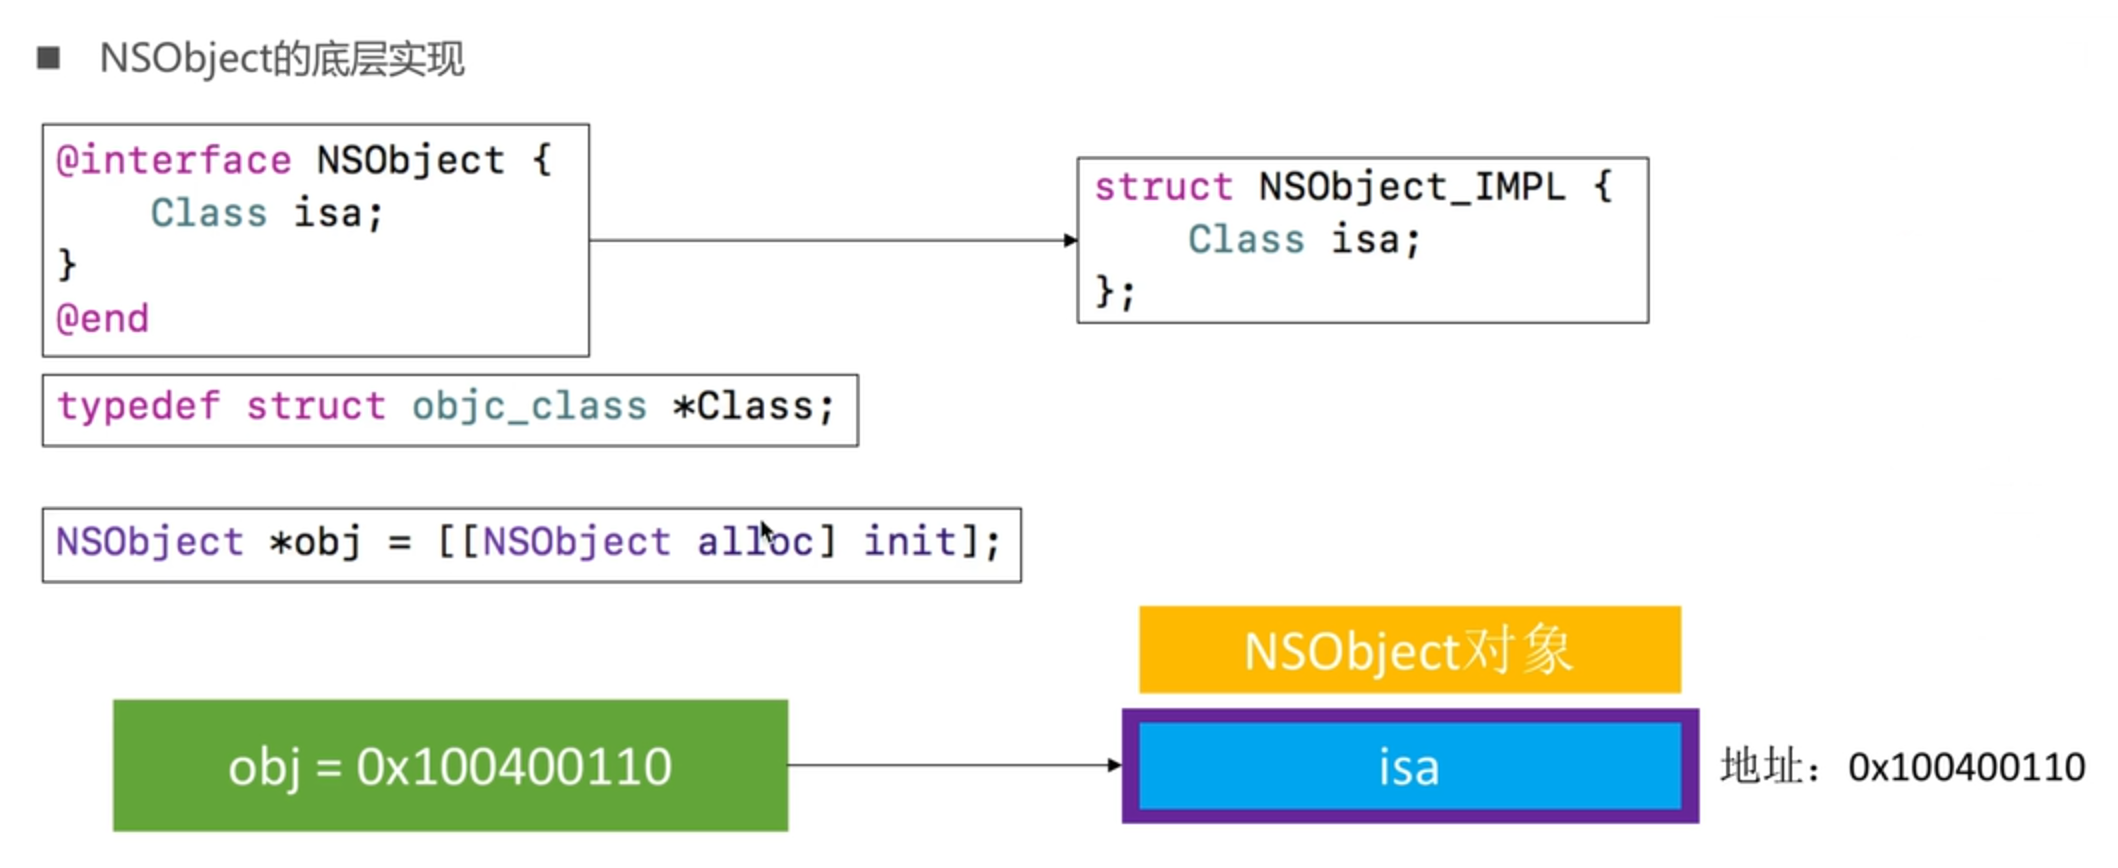 NSObject的底层实现
@interface NSObject {
    Class isa;
}
@end
struct NSObject_IMPL {
    Class isa;
};
typedef struct objc_class *Class;
NSObject *obj = [[NSObject alloc] init];
NSObject对象
obj = 0x100400110
isa
地址：0x100400110